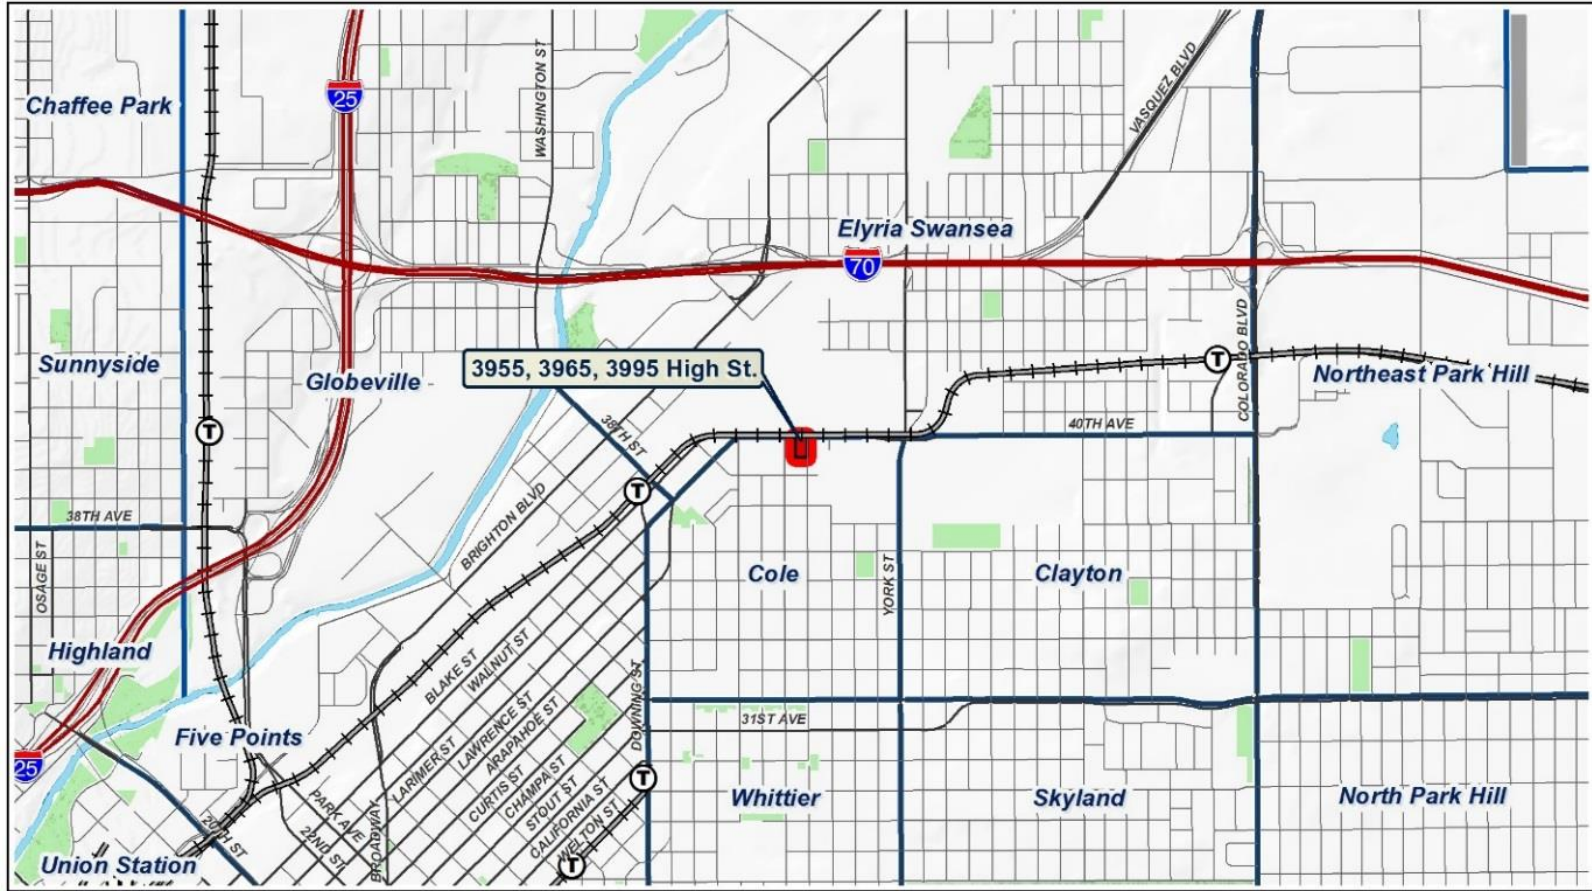 Chaffee Park
25
WASHINGTON ST
VASQUEZ BLVD
Elyria Swansea
70
Sunnyside
Globeville
3955, 3965, 3995 High St.
COLORADO BLVD
Northeast Park Hill
T
T
38TH ST
40TH AVE
T
38TH AVE
BRIGHTON BLVD
OSAGE ST
Cole
YORK ST
Clayton
Highland
BLAKE ST
WALNUT ST
DOWNING ST
31ST AVE
Five Points
25
LARIMER ST
LAWRENCE ST
ARAPAHOE ST
CURTIS ST
CHAMPA ST
STOUT ST
CALIFORNIA ST
WELTON ST
T
Whittier
Skyland
North Park Hill
PARK AVE
22ND ST
BROADWAY
20TH ST
Union Station
T